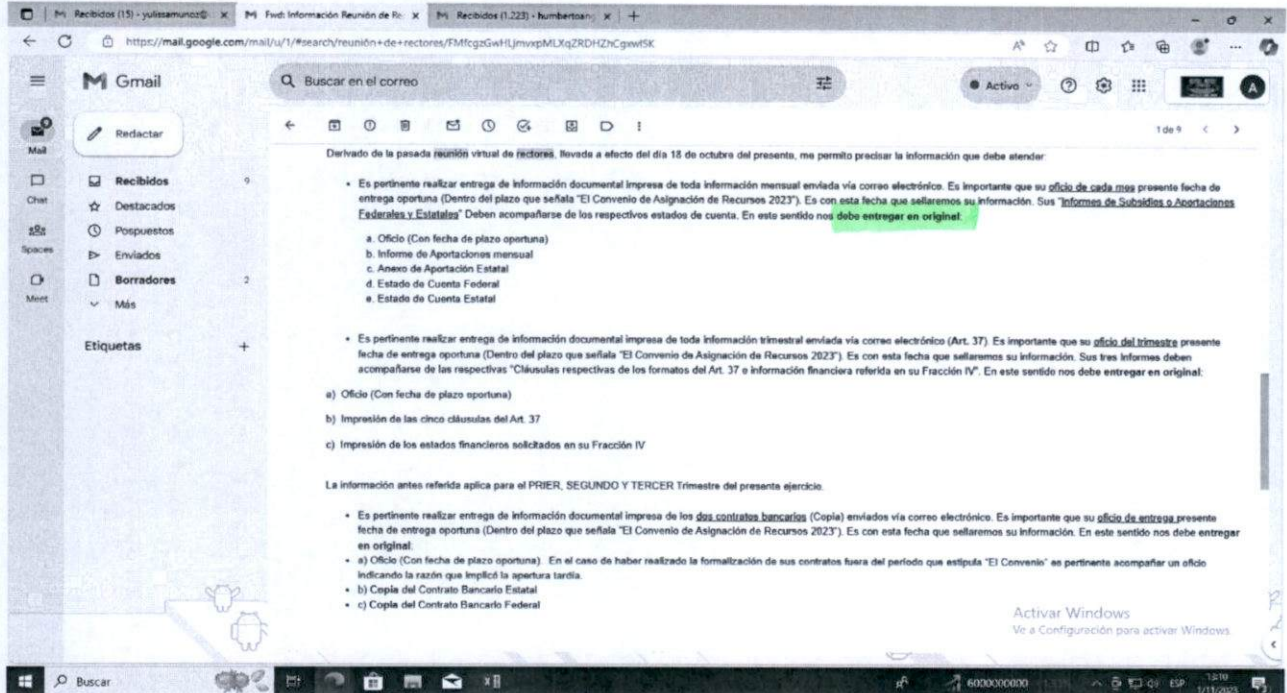 Recibidos (15) - yulissamunoz@
Fwd: Información Reunión de Re
Recibidos (1,223) - humbertoang
https://mail.google.com/mail/u/1/#search/reunión+de+rectores/FMfcgzGwHLjmvxpMLXqZRDHZhCgxwlSK
Gmail
Buscar en el correo
Activo
A
Redactar
1 de 9
Mail
Chat
Spaces
Meet
Recibidos 9
Destacados
Pospuestos
Enviados
Borradores 2
Más
Etiquetas
Derivado de la pasada reunión virtual de rectores, llevada a efecto del día 18 de octubre del presente, me permito precisar la información que debe atender:
• Es pertinente realizar entrega de información documental impresa de toda información mensual enviada vía correo electrónico. Es importante que su oficio de cada mes presente fecha de
entrega oportuna (Dentro del plazo que señala "El Convenio de Asignación de Recursos 2023"). Es con esta fecha que sellaremos su información. Sus "Informes de Subsidios o Aportaciones
Federales y Estatales" Deben acompañarse de los respectivos estados de cuenta. En este sentido nos debe entregar en original:
a. Oficio (Con fecha de plazo oportuna)
b. Informe de Aportaciones mensual
c. Anexo de Aportación Estatal
d. Estado de Cuenta Federal
e. Estado de Cuenta Estatal
• Es pertinente realizar entrega de información documental impresa de toda información trimestral enviada vía correo electrónico (Art. 37). Es importante que su oficio del trimestre presente
fecha de entrega oportuna (Dentro del plazo que señala "El Convenio de Asignación de Recursos 2023"). Es con esta fecha que sellaremos su información. Sus tres informes deben
acompañarse de las respectivas "Cláusulas respectivas de los formatos del Art. 37 e información financiera referida en su Fracción IV". En este sentido nos debe entregar en original:
a) Oficio (Con fecha de plazo oportuna)
b) Impresión de las cinco cláusulas del Art. 37
c) Impresión de los estados financieros solicitados en su Fracción IV
La información antes referida aplica para el PRIER, SEGUNDO Y TERCER Trimestre del presente ejercicio.
• Es pertinente realizar entrega de información documental impresa de los dos contratos bancarios (Copia) enviados vía correo electrónico. Es importante que su oficio de entrega presente
fecha de entrega oportuna (Dentro del plazo que señala "El Convenio de Asignación de Recursos 2023"). Es con esta fecha que sellaremos su información. En este sentido nos debe entregar
en original:
• a) Oficio (Con fecha de plazo oportuna). En el caso de haber realizado la formalización de sus contratos fuera del periodo que estipula "El Convenio" es pertinente acompañar un oficio
indicando la razón que implicó la apertura tardía.
• b) Copia del Contrato Bancario Estatal
• c) Copia del Contrato Bancario Federal
Activar Windows
Ve a Configuración para activar Windows.
Buscar
6000000000
ESP
13:10